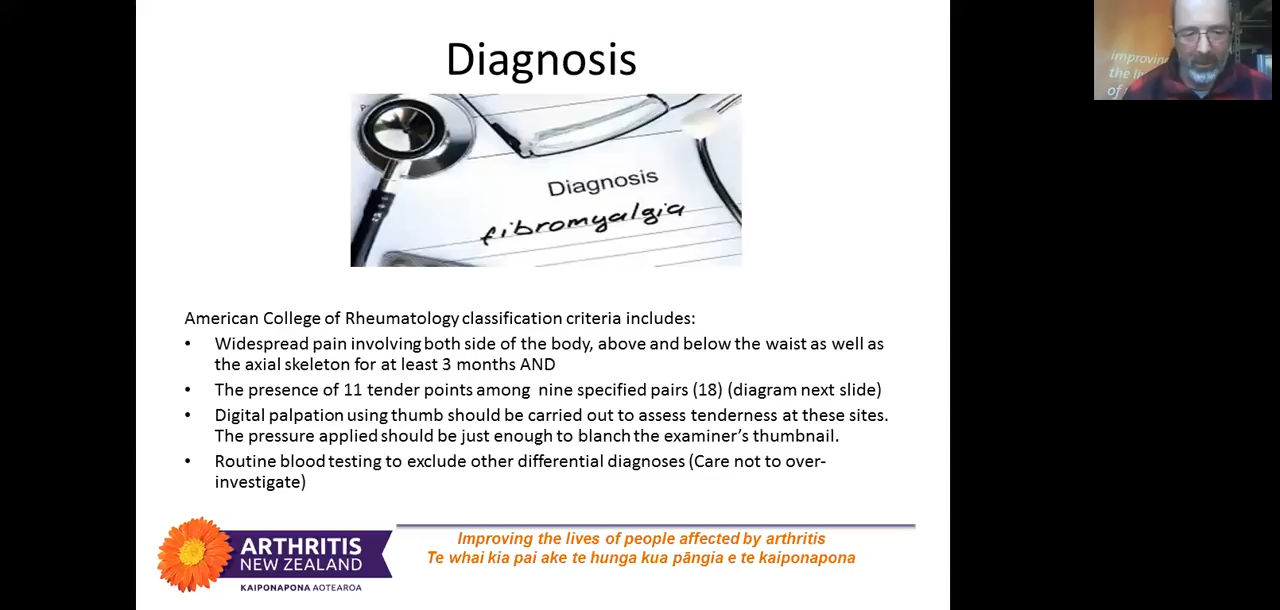 Diagnosis
Diagnosis
fibromyalgia
American College of Rheumatology classification criteria includes:
• Widespread pain involving both side of the body, above and below the waist as well as
the axial skeleton for at least 3 months AND
• The presence of 11 tender points among nine specified pairs (18) (diagram next slide)
• Digital palpation using thumb should be carried out to assess tenderness at these sites.
The pressure applied should be just enough to blanch the examiner's thumbnail.
• Routine blood testing to exclude other differential diagnoses (Care not to over-
investigate)
ARTHRITIS
NEW ZEALAND
KAIPONAPONA AOTEAROA
Improving the lives of people affected by arthritis
Te whai kia pai ake te hunga kua pāngia e te kaiponapona
improving
the
of